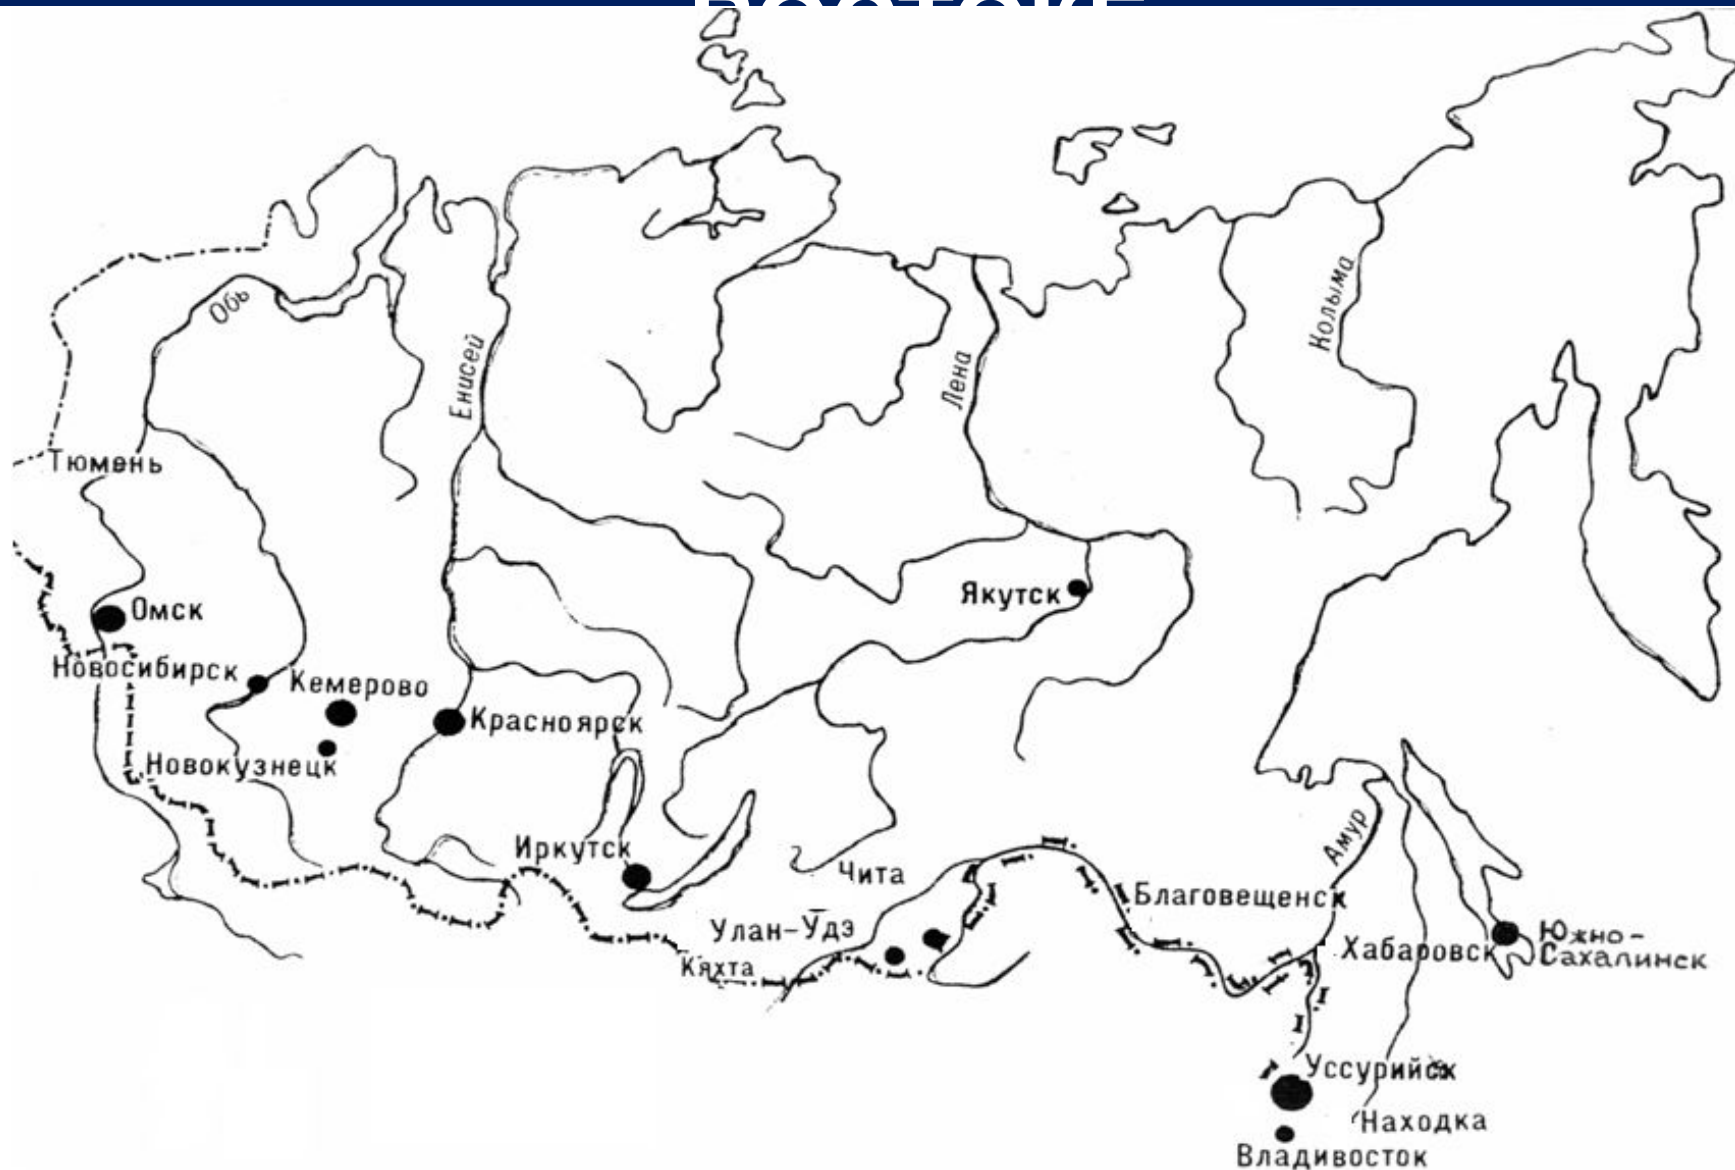 Обь
Енисей
Лена
Колыма
Тюмень
Якутск
Омск
Новосибирск
Кемерово
Красноярск
Новокузнецк
Иркутск
Чита
Амур
Благовещенск
Улан-Удэ
Кяхта
Хабаровск
Южно-
Сахалинск
Уссурийск
Находка
Владивосток